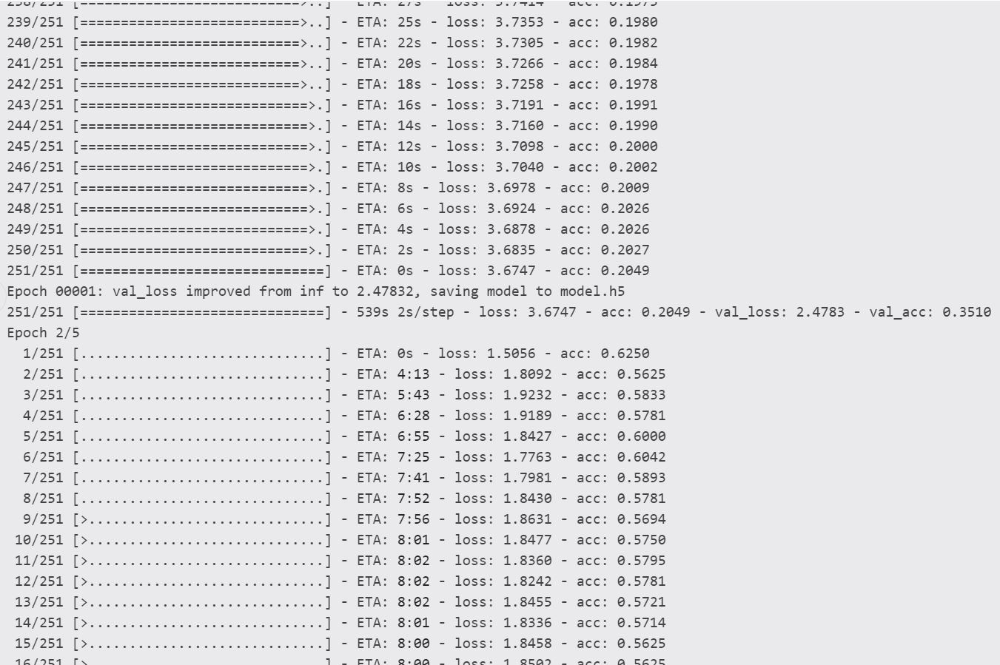 238/251 [===========================>..] - ETA: 27s - loss: 3.7414 - acc: 0.1975
239/251 [===========================>..] - ETA: 25s - loss: 3.7353 - acc: 0.1980
240/251 [===========================>..] - ETA: 22s - loss: 3.7305 - acc: 0.1982
241/251 [===========================>..] - ETA: 20s - loss: 3.7266 - acc: 0.1984
242/251 [===========================>..] - ETA: 18s - loss: 3.7258 - acc: 0.1978
243/251 [============================>.] - ETA: 16s - loss: 3.7191 - acc: 0.1991
244/251 [============================>.] - ETA: 14s - loss: 3.7160 - acc: 0.1990
245/251 [============================>.] - ETA: 12s - loss: 3.7098 - acc: 0.2000
246/251 [============================>.] - ETA: 10s - loss: 3.7040 - acc: 0.2002
247/251 [============================>.] - ETA: 8s - loss: 3.6978 - acc: 0.2009
248/251 [============================>.] - ETA: 6s - loss: 3.6924 - acc: 0.2026
249/251 [============================>.] - ETA: 4s - loss: 3.6878 - acc: 0.2026
250/251 [============================>.] - ETA: 2s - loss: 3.6835 - acc: 0.2027
251/251 [==============================] - ETA: 0s - loss: 3.6747 - acc: 0.2049
Epoch 00001: val_loss improved from inf to 2.47832, saving model to model.h5
251/251 [==============================] - 539s 2s/step - loss: 3.6747 - acc: 0.2049 - val_loss: 2.4783 - val_acc: 0.3510
Epoch 2/5
1/251 [..............................] - ETA: 0s - loss: 1.5056 - acc: 0.6250
2/251 [..............................] - ETA: 4:13 - loss: 1.8092 - acc: 0.5625
3/251 [..............................] - ETA: 5:43 - loss: 1.9232 - acc: 0.5833
4/251 [..............................] - ETA: 6:28 - loss: 1.9189 - acc: 0.5781
5/251 [..............................] - ETA: 6:55 - loss: 1.8427 - acc: 0.6000
6/251 [..............................] - ETA: 7:25 - loss: 1.7763 - acc: 0.6042
7/251 [..............................] - ETA: 7:41 - loss: 1.7981 - acc: 0.5893
8/251 [..............................] - ETA: 7:52 - loss: 1.8430 - acc: 0.5781
9/251 [>.............................] - ETA: 7:56 - loss: 1.8631 - acc: 0.5694
10/251 [>.............................] - ETA: 8:01 - loss: 1.8477 - acc: 0.5750
11/251 [>.............................] - ETA: 8:02 - loss: 1.8360 - acc: 0.5795
12/251 [>.............................] - ETA: 8:02 - loss: 1.8242 - acc: 0.5781
13/251 [>.............................] - ETA: 8:02 - loss: 1.8455 - acc: 0.5721
14/251 [>.............................] - ETA: 8:01 - loss: 1.8336 - acc: 0.5714
15/251 [>.............................] - ETA: 8:00 - loss: 1.8458 - acc: 0.5625
16/251 [>.............................] - ETA: 8:00 - loss: 1.8502 - acc: 0.5625